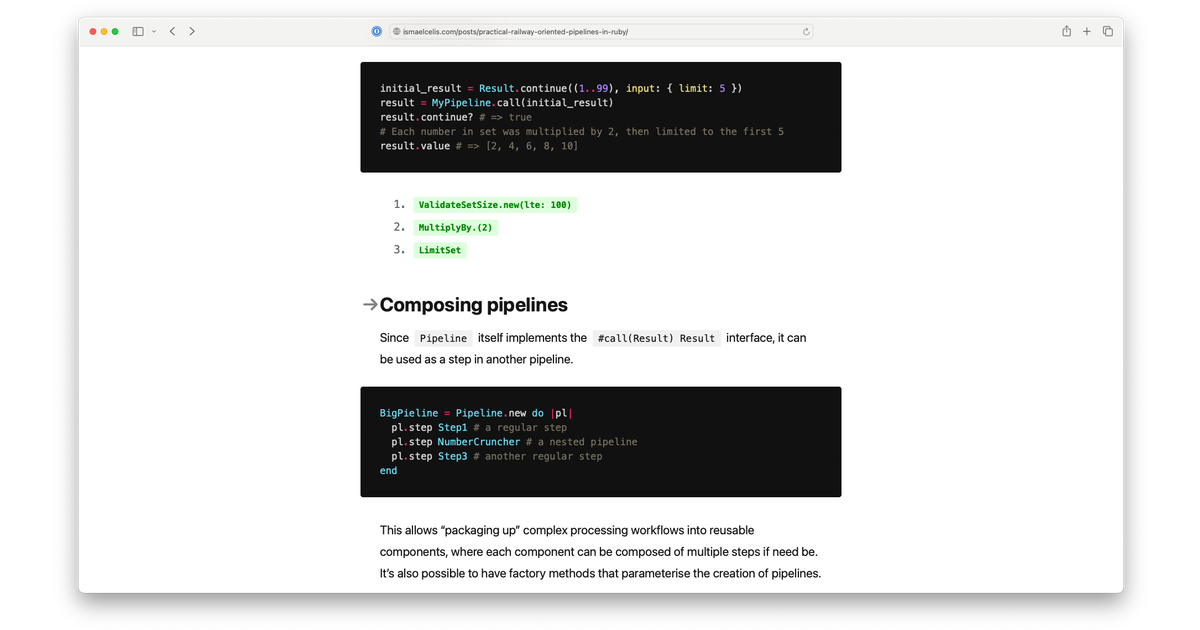 ismaelcelis.com/posts/practical-railway-oriented-pipelines-in-ruby/
initial_result = Result.continue((1..99), input: { limit: 5 })
result = MyPipeline.call(initial_result)
result.continue? # => true
# Each number in set was multiplied by 2, then limited to the first 5
result.value # => [2, 4, 6, 8, 10]
1. ValidateSetSize.new(lte: 100)
2. MultiplyBy.(2)
3. LimitSet
→Composing pipelines
Since Pipeline itself implements the #call(Result) Result interface, it can
be used as a step in another pipeline.
BigPieline = Pipeline.new do |pl|
pl.step Step1 # a regular step
pl.step NumberCruncher # a nested pipeline
pl.step Step3 # another regular step
end
This allows “packaging up” complex processing workflows into reusable
components, where each component can be composed of multiple steps if need be.
It’s also possible to have factory methods that parameterise the creation of pipelines.